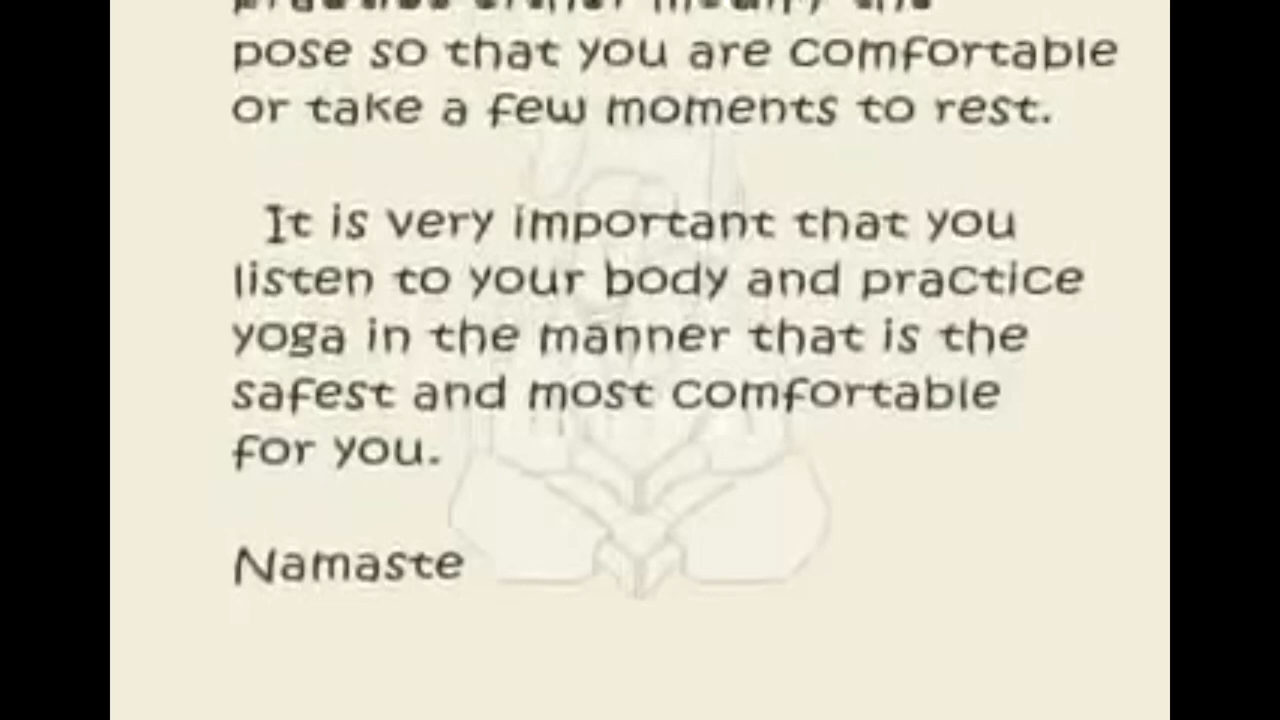 pose so that you are comfortable
or take a few moments to rest.
It is very important that you
listen to your body and practice
yoga in the manner that is the
safest and most comfortable
for you.
Namaste